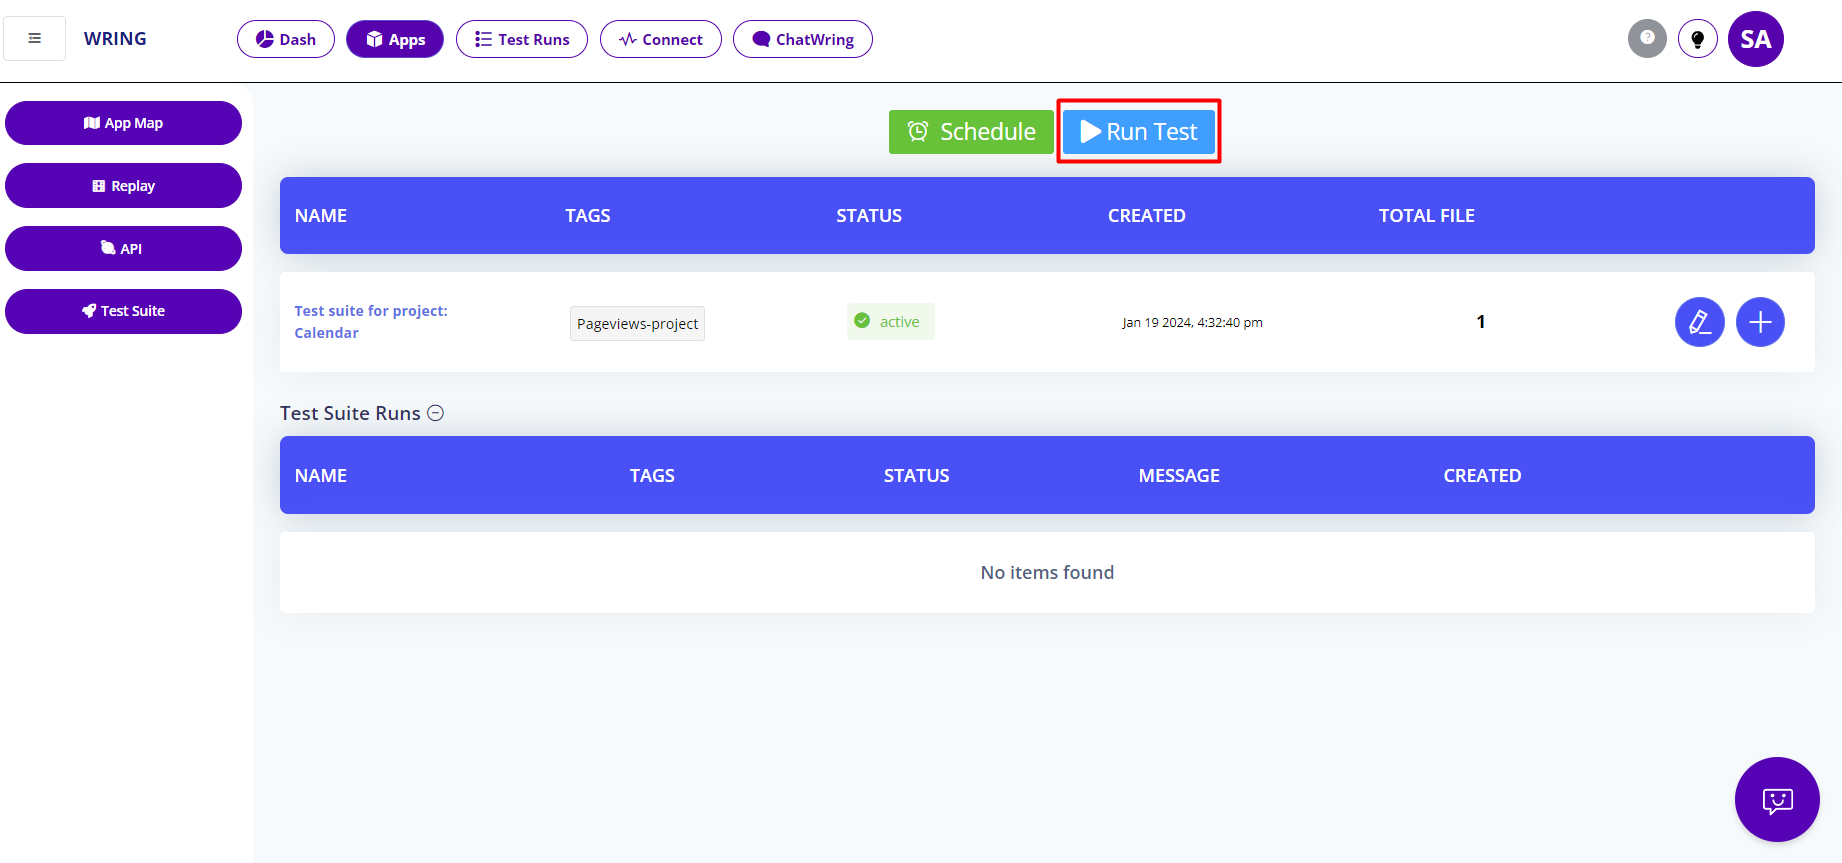 WRING
Dash
Apps
Test Runs
Connect
ChatWring
?
SA
App Map
Replay
API
Test Suite
Schedule
Run Test
NAME TAGS STATUS CREATED TOTAL FILE
Test suite for project:
Calendar
Pageviews-project
active
Jan 19 2024, 4:32:40 pm
1
Test Suite Runs
NAME TAGS STATUS MESSAGE CREATED
No items found